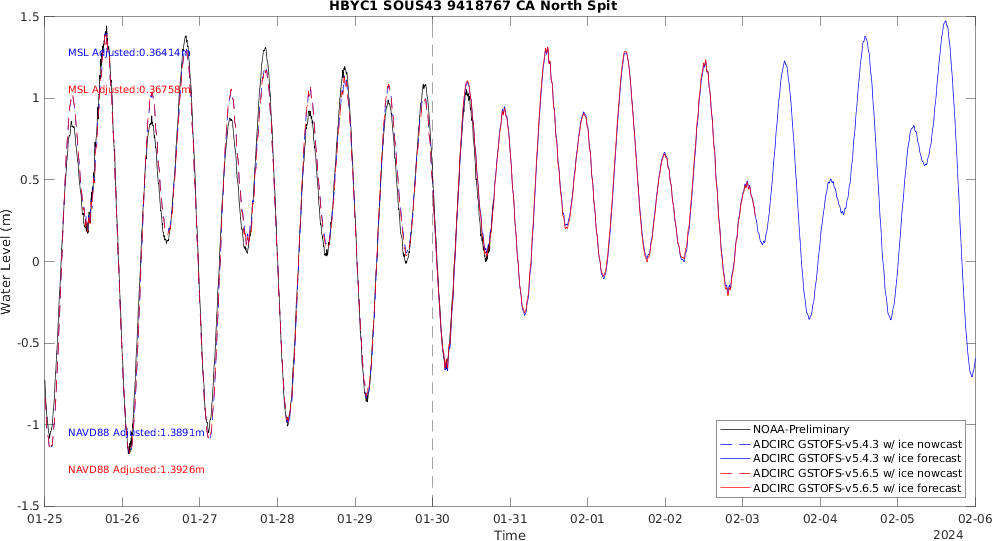 HBYC1 SOUS43 9418767 CA North Spit
1.5
1
0.5
0
-0.5
-1
-1.5
Water Level (m)
MSL Adjusted:0.36414m
MSL Adjusted:0.36758m
NAVD88 Adjusted:1.3891m
NAVD88 Adjusted:1.3926m
NOAA-Preliminary
ADCIRC GSTOFS-v5.4.3 w/ ice nowcast
ADCIRC GSTOFS-v5.4.3 w/ ice forecast
ADCIRC GSTOFS-v5.6.5 w/ ice nowcast
ADCIRC GSTOFS-v5.6.5 w/ ice forecast
01-25 01-26 01-27 01-28 01-29 01-30 01-31 02-01 02-02 02-03 02-04 02-05 02-06
Time
2024